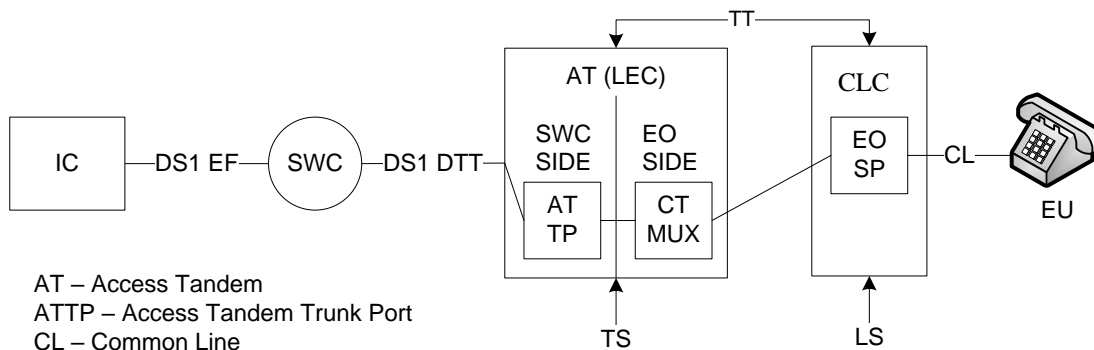 TT
AT (LEC)
CLC
SWC
SIDE
EO
SIDE
IC
DS1 EF
SWC
DS1 DTT
AT
TP
CT
MUX
EO
SP
CL
EU
AT – Access Tandem
ATTP – Access Tandem Trunk Port
CL – Common Line
TS
LS